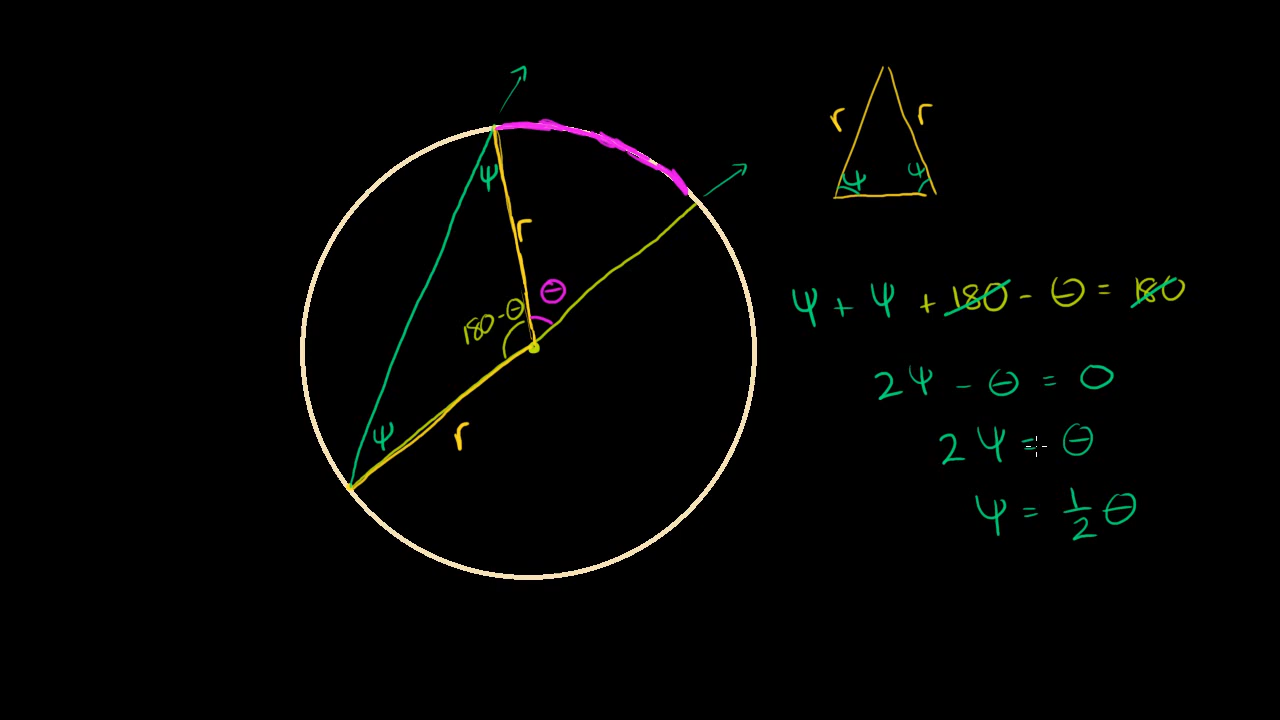 r r
ψ ψ
ψ
r
θ
180-θ
ψ
r
ψ + ψ + 180 - θ = 180
2ψ - θ = 0
2ψ = θ
ψ = 1/2 θ